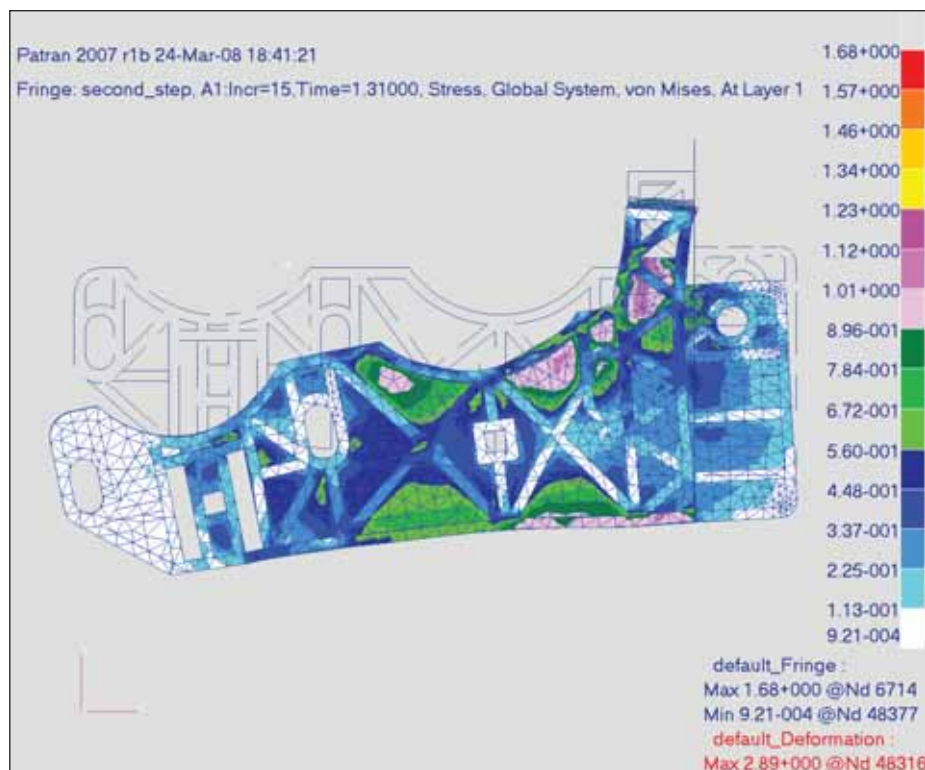 Patran 2007 r1b 24-Mar-08 18:41:21
Fringe: second_step, A1:Incr=15,Time=1.31000, Stress, Global System, von Mises, At Layer 1
1.68+000
1.57+000
1.46+000
1.34+000
1.23+000
1.12+000
1.01+000
8.96-001
7.84-001
6.72-001
5.60-001
4.48-001
3.37-001
2.25-001
1.13-001
9.21-004
default_Fringe :
Max 1.68+000 @Nd 6714
Min 9.21-004 @Nd 48377
default_Deformation :
Max 2.89+000 @Nd 48316